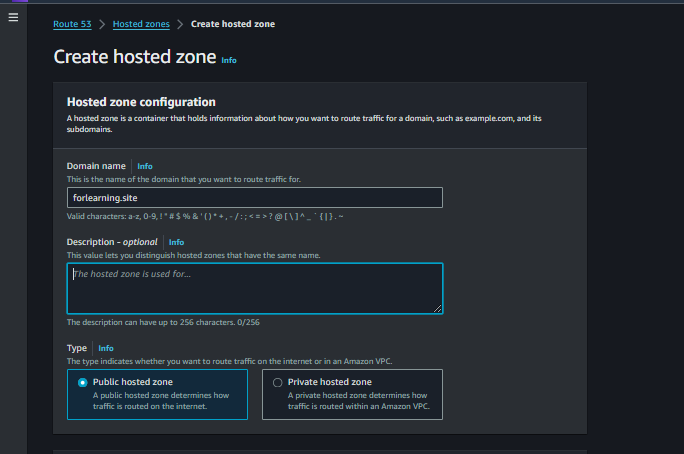 Route 53 > Hosted zones > Create hosted zone
Create hosted zone Info
Hosted zone configuration
A hosted zone is a container that holds information about how you want to route traffic for a domain, such as example.com, and its
subdomains.
Domain name Info
This is the name of the domain that you want to route traffic for.
forlearning.site
Valid characters: a-z, 0-9, ! " # $ % & ' ( ) * + , - / : ; < = > ? @ [ \ ] ^ _ ` { | } . ~
Description - optional Info
This value lets you distinguish hosted zones that have the same name.
The hosted zone is used for...
The description can have up to 256 characters. 0/256
Type Info
The type indicates whether you want to route traffic on the internet or in an Amazon VPC.
Public hosted zone
A public hosted zone determines how
traffic is routed on the internet.
Private hosted zone
A private hosted zone determines how
traffic is routed within an Amazon VPC.